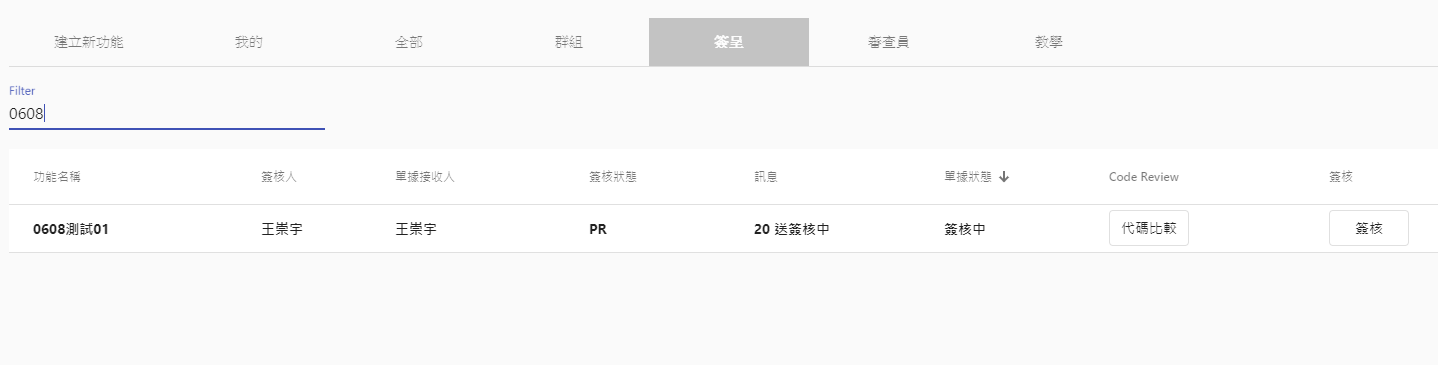 建立新功能 我的 全部 群組 簽呈 審查員 教學
Filter
0608
功能名稱 簽核人 單據接收人 簽核狀態 訊息 單據狀態 Code Review 簽核
0608測試01 王崇宇 王崇宇 PR 20 送簽核中 簽核中 代碼比較 簽核